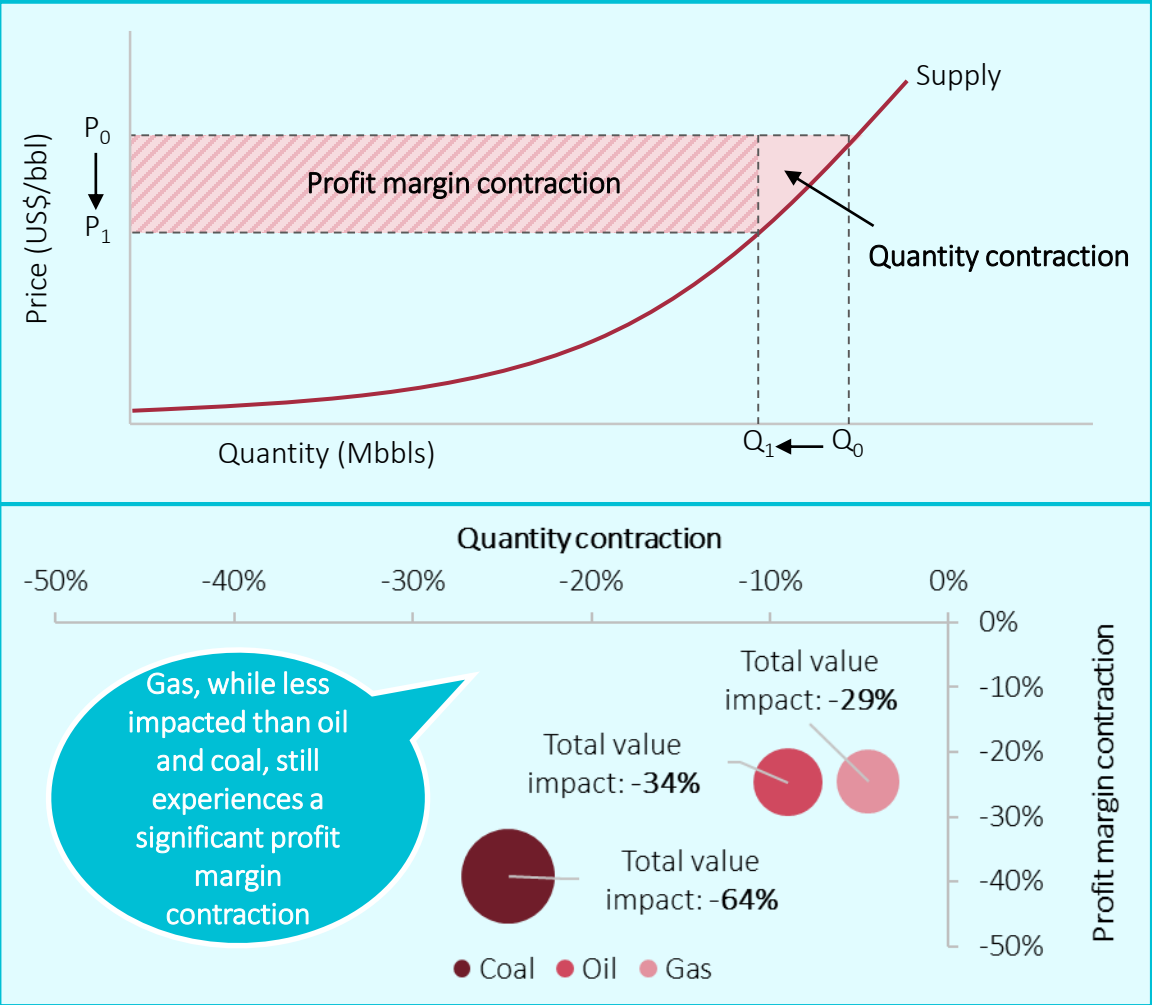 Supply
P0
Profit margin contraction
P1
Price (US$/bbl)
Quantity contraction
Quantity (Mbbls)
Q1
Q0
Quantity contraction
-50%
-40%
-30%
-20%
-10%
0%
0%
-10%
-20%
-30%
-40%
-50%
Profit margin contraction
Gas, while less
impacted than oil
and coal, still
experiences a
significant profit
margin
contraction
Total value
impact: -29%
Total value
impact: -34%
Total value
impact: -64%
Coal
Oil
Gas